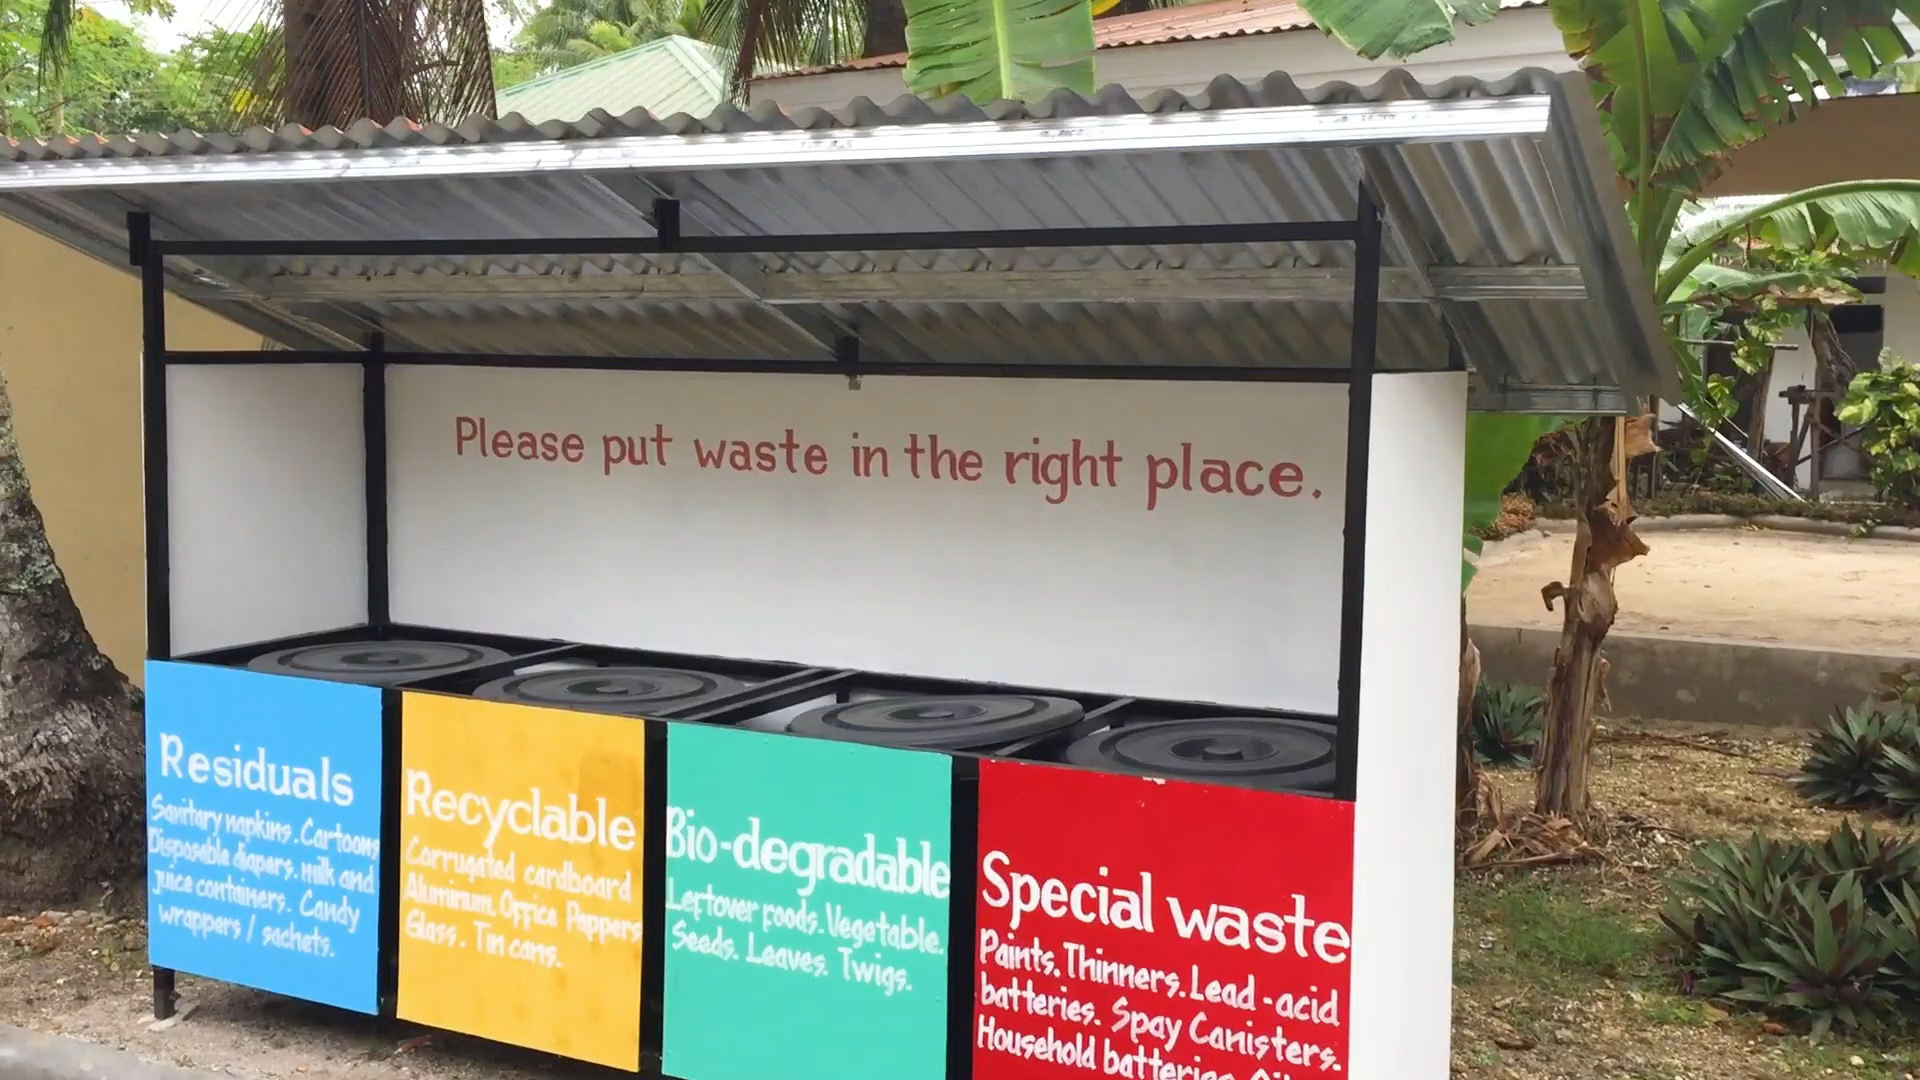 Please put waste in the right place.
Residuals
Sanitary napkins. Cartoons
Disposable diapers. milk and
juice containers. Candy
wrappers / sachets.
Recyclable
Corrugated cardboard
Aluminum. Office Pappers
Glass. Tin cans.
Bio-degradable
Leftover foods. Vegetable.
Seeds. Leaves. Twigs.
Special waste
Paints. Thinners. Lead-acid
batteries. Spay Canisters.
Household batteries.